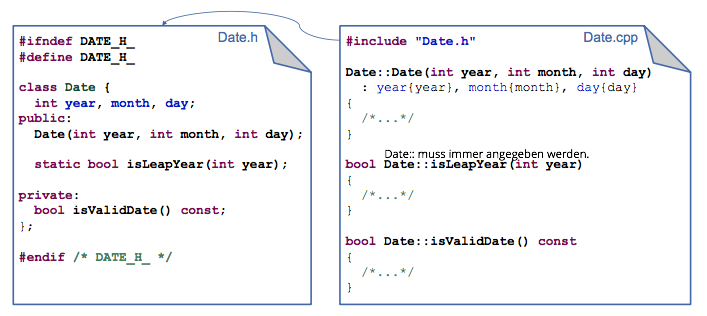 Date.h
#ifndef DATE_H_
#define DATE_H_
class Date {
int year, month, day;
public:
Date(int year, int month, int day);
static bool isLeapYear(int year);
private:
bool isValidDate() const;
};
#endif /* DATE_H_ */
Date.cpp
#include "Date.h"
Date::Date(int year, int month, int day)
: year{year}, month{month}, day{day}
{
/*...*/
}
Date:: muss immer angegeben werden.
bool Date::isLeapYear(int year)
{
/*...*/
}
bool Date::isValidDate() const
{
/*...*/
}